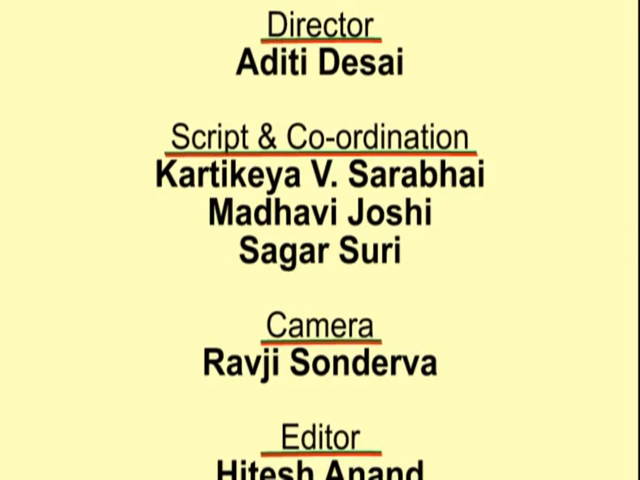 Director
Aditi Desai
Script & Co-ordination
Kartikeya V. Sarabhai
Madhavi Joshi
Sagar Suri
Camera
Ravji Sonderva
Editor
Hitesh Anand